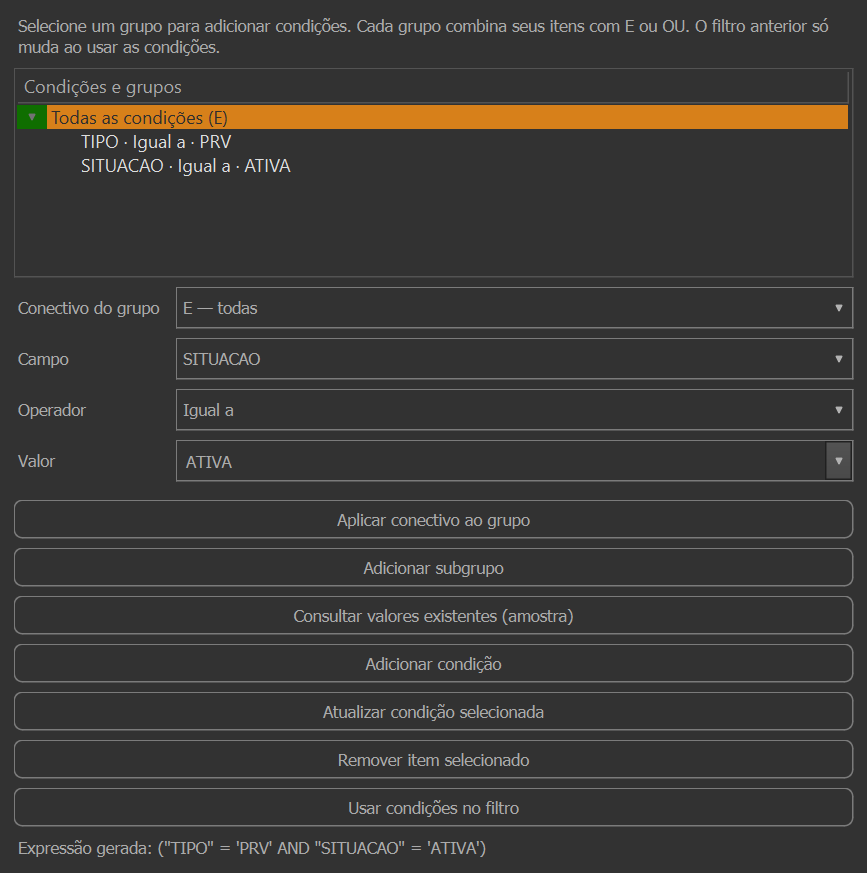 Selecione um grupo para adicionar condições. Cada grupo combina seus itens com E ou OU. O filtro anterior só
muda ao usar as condições.
Condições e grupos
Todas as condições (E)
TIPO · Igual a · PRV
SITUACAO · Igual a · ATIVA
Conectivo do grupo
E — todas
Campo
SITUACAO
Operador
Igual a
Valor
ATIVA
Aplicar conectivo ao grupo
Adicionar subgrupo
Consultar valores existentes (amostra)
Adicionar condição
Atualizar condição selecionada
Remover item selecionado
Usar condições no filtro
Expressão gerada: ("TIPO" = 'PRV' AND "SITUACAO" = 'ATIVA')